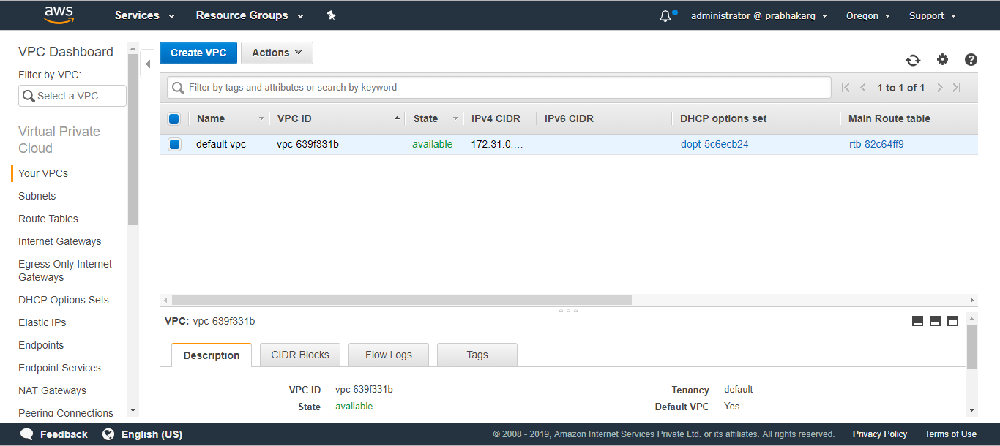 aws Services Resource Groups administrator @ prabhakarg Oregon Support
VPC Dashboard
Filter by VPC:
Select a VPC
Virtual Private
Cloud
Your VPCs
Subnets
Route Tables
Internet Gateways
Egress Only Internet
Gateways
DHCP Options Sets
Elastic IPs
Endpoints
Endpoint Services
NAT Gateways
Peering Connections
Create VPC Actions
Filter by tags and attributes or search by keyword 1 to 1 of 1
Name VPC ID State IPv4 CIDR IPv6 CIDR DHCP options set Main Route table
default vpc vpc-639f331b available 172.31.0.… - dopt-5c6ecb24 rtb-82c64ff9
VPC: vpc-639f331b
Description CIDR Blocks Flow Logs Tags
VPC ID vpc-639f331b Tenancy default
State available Default VPC Yes
Feedback English (US) © 2008 - 2019, Amazon Internet Services Private Ltd. or its affiliates. All rights reserved. Privacy Policy Terms of Use